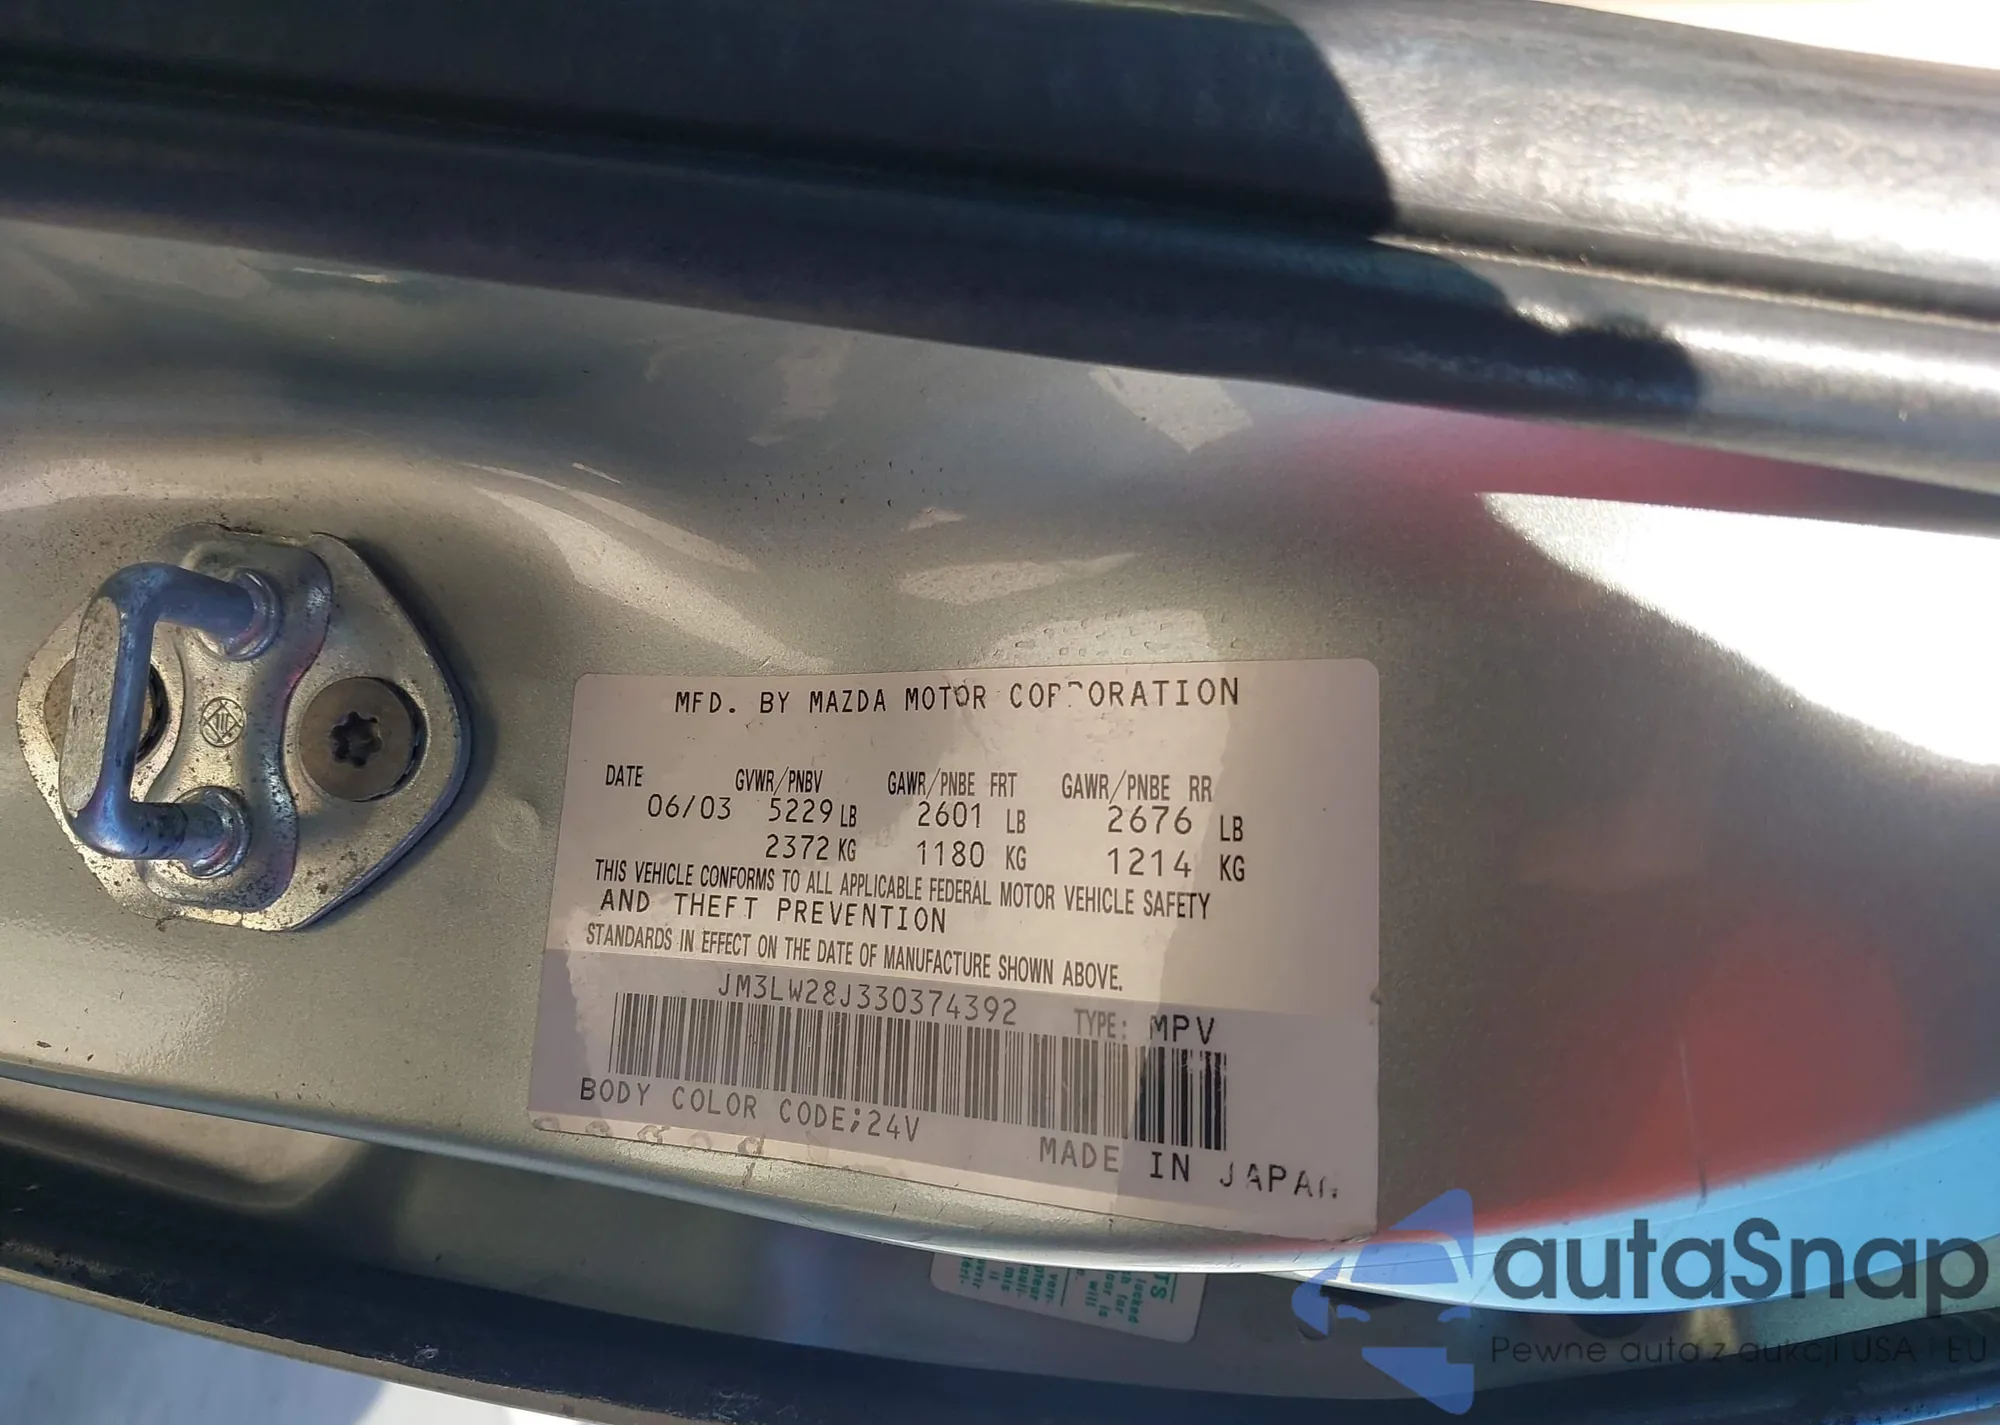 MFD. BY MAZDA MOTOR CORPORATION
DATE GVWR/PNBV GAWR/PNBE FRT GAWR/PNBE RR
06/03 5229 LB 2601 LB 2676 LB
2372 KG 1180 KG 1214 KG
THIS VEHICLE CONFORMS TO ALL APPLICABLE FEDERAL MOTOR VEHICLE SAFETY
AND THEFT PREVENTION
STANDARDS IN EFFECT ON THE DATE OF MANUFACTURE SHOWN ABOVE.
JM3LW28J330374392 TYPE: MPV
BODY COLOR CODE;24V
MADE IN JAPAN
autaSnap
Pewne auta z aukcji USA i EU